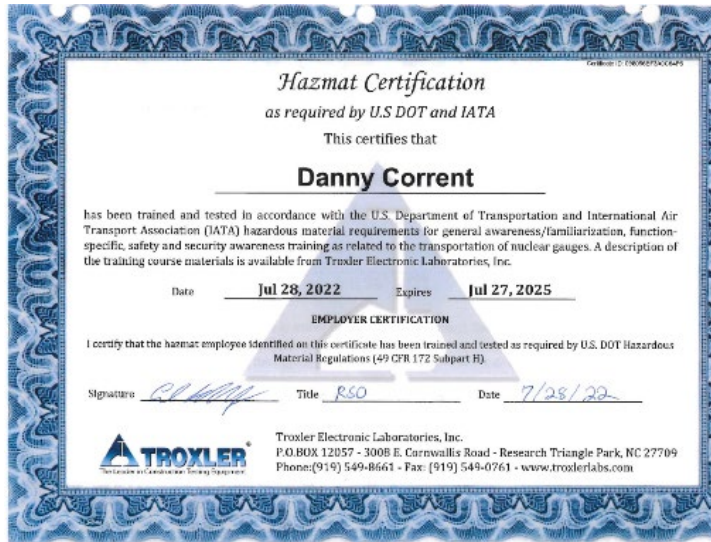 Hazmat Certification
as required by U.S DOT and IATA
This certifies that
Danny Corrent
has been trained and tested in accordance with the U.S. Department of Transportation and International Air
Transport Association (IATA) hazardous material requirements for general awareness/familiarization, function-
specific, safety and security awareness training as related to the transportation of nuclear gauges. A description of
the training course materials is available from Troxler Electronic Laboratories, Inc.
Date Jul 28, 2022 Expires Jul 27, 2025
EMPLOYER CERTIFICATION
I certify that the hazmat employee identified on this certificate has been trained and tested as required by U.S. DOT Hazardous
Material Regulations (49 CFR 172 Subpart H).
Signature Title RSO Date 7/28/22
TROXLER
The Leader in Construction Testing Equipment
Troxler Electronic Laboratories, Inc.
P.O.BOX 12057 - 3008 E. Cornwallis Road - Research Triangle Park, NC 27709
Phone:(919) 549-8661 - Fax: (919) 549-0761 - www.troxlerlabs.com